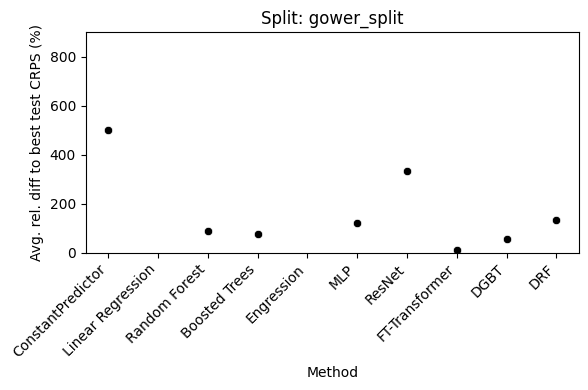 Split: gower_split
Avg. rel. diff to best test CRPS (%)
800
600
400
200
0
ConstantPredictor
Linear Regression
Random Forest
Boosted Trees
Engression
MLP
ResNet
FT-Transformer
DGBT
DRF
Method